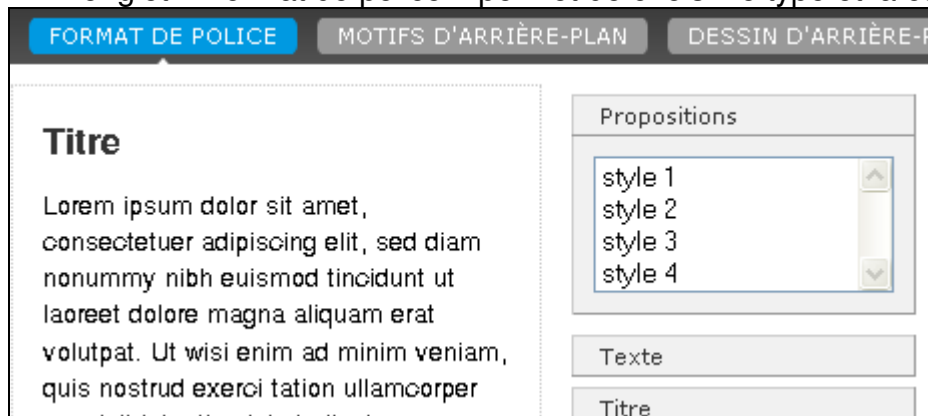 FORMAT DE POLICE MOTIFS D'ARRIÈRE-PLAN DESSIN D'ARRIÈRE-
Titre
Lorem ipsum dolor sit amet,
consectetuer adipiscing elit, sed diam
nonummy nibh euismod tincidunt ut
laoreet dolore magna aliquam erat
volutpat. Ut wisi enim ad minim veniam,
quis nostrud exerci tation ullamcorper
Propositions
style 1
style 2
style 3
style 4
Texte
Titre